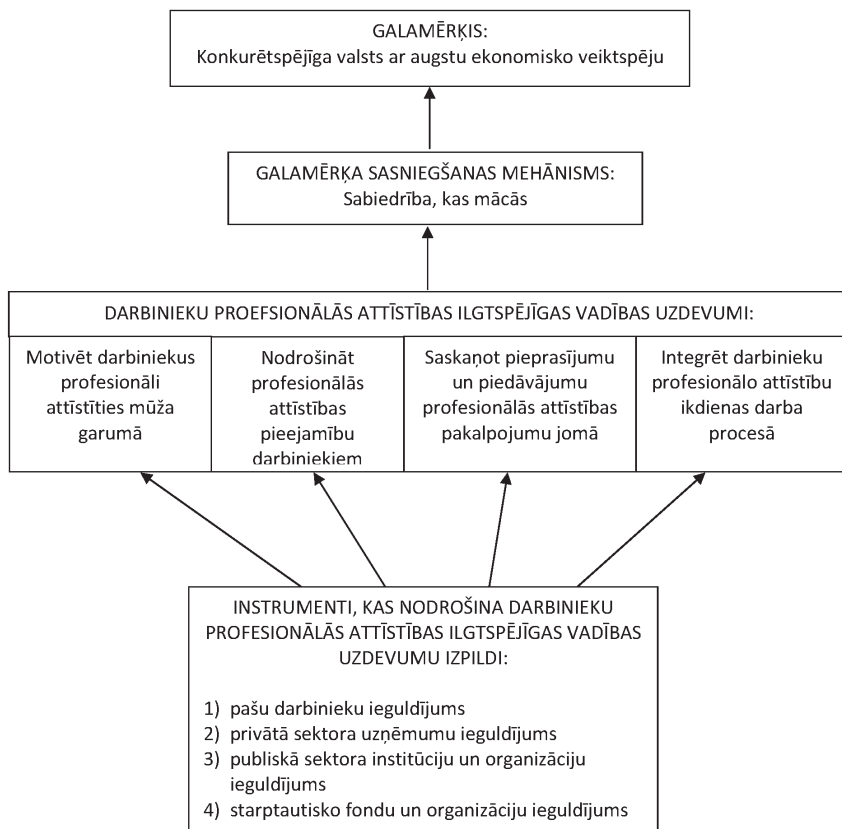 GALAMĒRĶIS:
Konkurētspējīga valsts ar augstu ekonomisko veiktspēju
GALAMĒRĶA SASNIEGŠANAS MEHĀNISMS:
Sabiedrība, kas mācās
DARBINIEKU PROEFSIONĀLĀS ATTĪSTĪBAS ILGTSPĒJĪGAS VADĪBAS UZDEVUMI:
Motivēt darbiniekus
profesionāli
attīstīties mūža
garumā
Nodrošināt
profesionālās
attīstības
pieejamību
darbiniekiem
Saskaņot pieprasījumu
un piedāvājumu
profesionālās attīstības
pakalpojumu jomā
Integrēt darbinieku
profesionālo attīstību
ikdienas darba
procesā
INSTRUMENTI, KAS NODROŠINA DARBINIEKU
PROFESIONĀLĀS ATTĪSTĪBAS ILGTSPĒJĪGAS VADĪBAS
UZDEVUMU IZPILDI:
1) pašu darbinieku ieguldījums
2) privātā sektora uzņēmumu ieguldījums
3) publiskā sektora institūciju un organizāciju
ieguldījums
4) starptautisko fondu un organizāciju ieguldījums